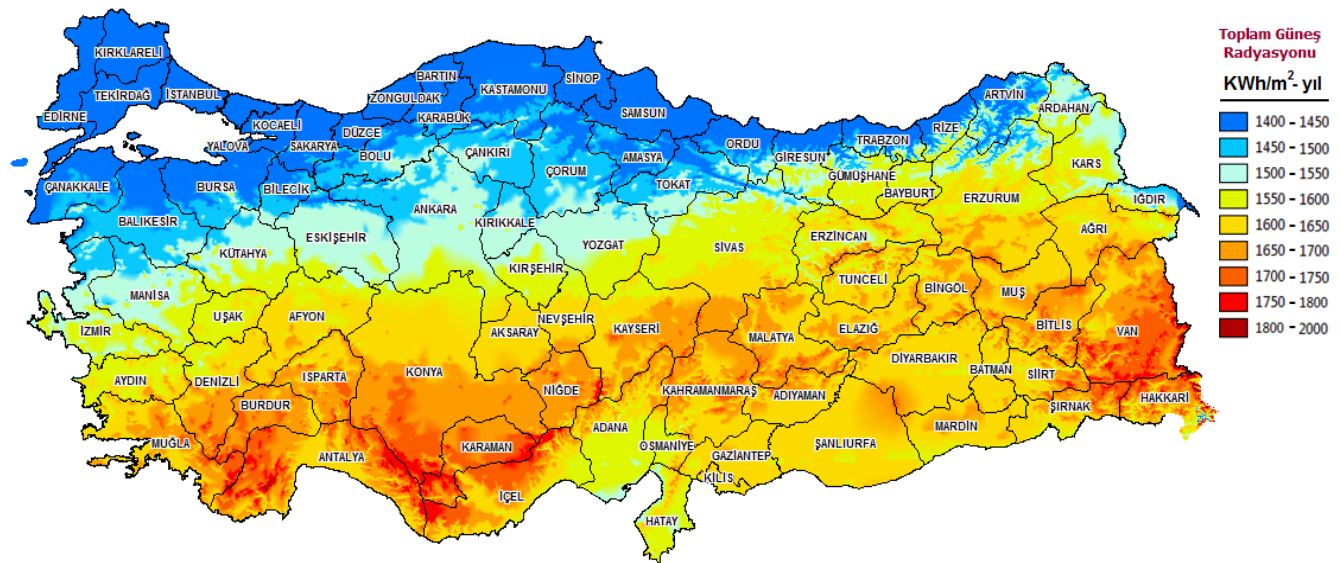 KIRKLARELİ
TEKİRDAĞ
İSTANBUL
EDİRNE
KOCAELİ
YALOVA
SAKARYA
DÜZCE
ZONGULDAK
BARTIN
KARABÜK
KASTAMONU
SİNOP
SAMSUN
BOLU
ÇANKIRI
ÇORUM
AMASYA
ORDU
GİRESUN
TRABZON
RİZE
ARTVİN
ARDAHAN
KARS
IĞDIR
ÇANAKKALE
BURSA
BİLECİK
BALIKESİR
ESKİŞEHİR
ANKARA
KIRIKKALE
TOKAT
GÜMÜŞHANE
BAYBURT
ERZURUM
AĞRI
KÜTAHYA
KIRŞEHİR
YOZGAT
SİVAS
ERZİNCAN
TUNCELİ
BİNGÖL
MUŞ
BİTLİS
VAN
MANİSA
İZMİR
UŞAK
AFYON
AKSARAY
NEVŞEHİR
KAYSERİ
MALATYA
ELAZIĞ
DİYARBAKIR
BATMAN
SİİRT
ŞIRNAK
HAKKARİ
AYDIN
DENİZLİ
ISPARTA
BURDUR
KONYA
NİĞDE
KAHRAMANMARAŞ
ADIYAMAN
MARDİN
ŞANLIURFA
MUĞLA
ANTALYA
KARAMAN
İÇEL
ADANA
OSMANİYE
GAZİANTEP
KİLİS
HATAY
Toplam Güneş
Radyasyonu
KWh/m²- yıl
1400 - 1450
1450 - 1500
1500 - 1550
1550 - 1600
1600 - 1650
1650 - 1700
1700 - 1750
1750 - 1800
1800 - 2000